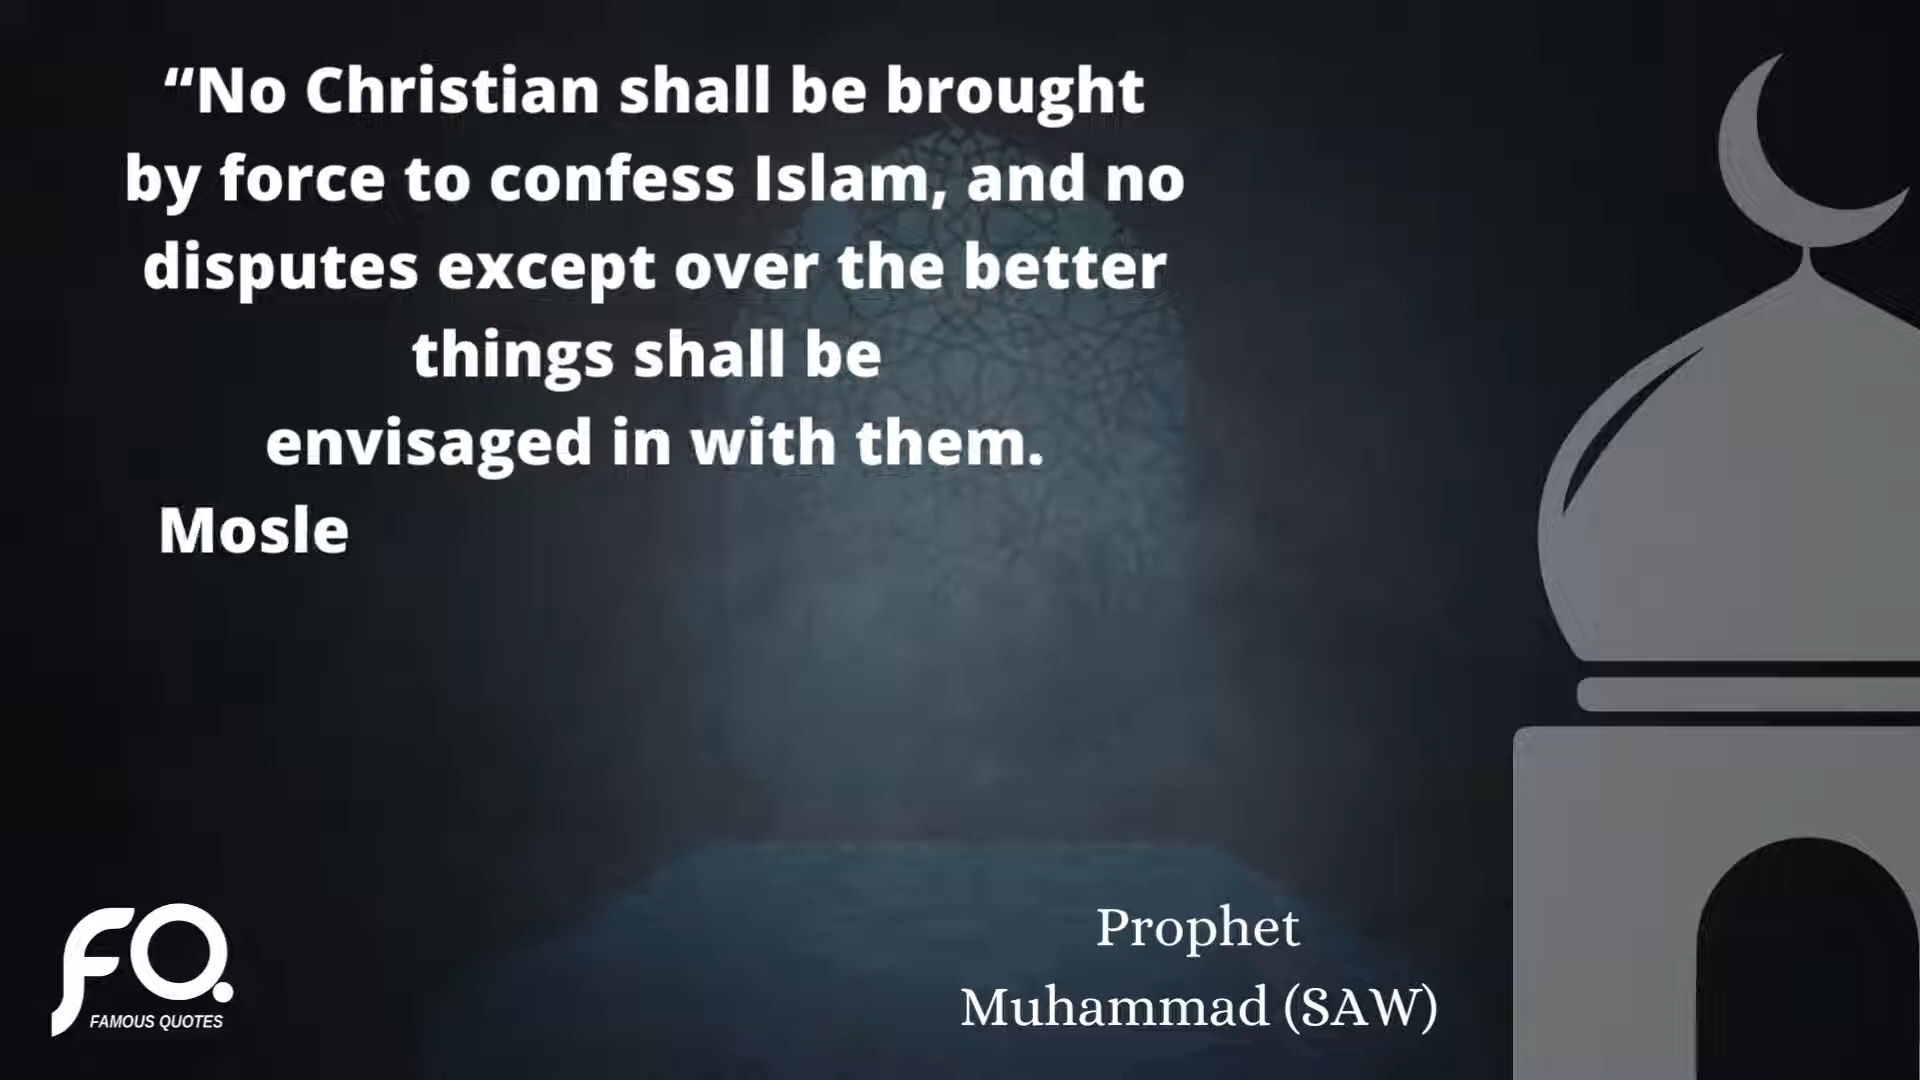 “No Christian shall be brought
by force to confess Islam, and no
disputes except over the better
things shall be
envisaged in with them.
Mosle
Prophet
Muhammad (SAW)
FQ.
FAMOUS QUOTES